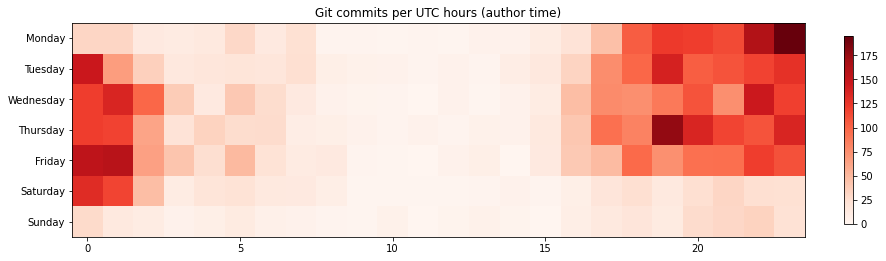 Git commits per UTC hours (author time)
Monday
Tuesday
Wednesday
Thursday
Friday
Saturday
Sunday
0 5 10 15 20
175
150
125
100
75
50
25
0